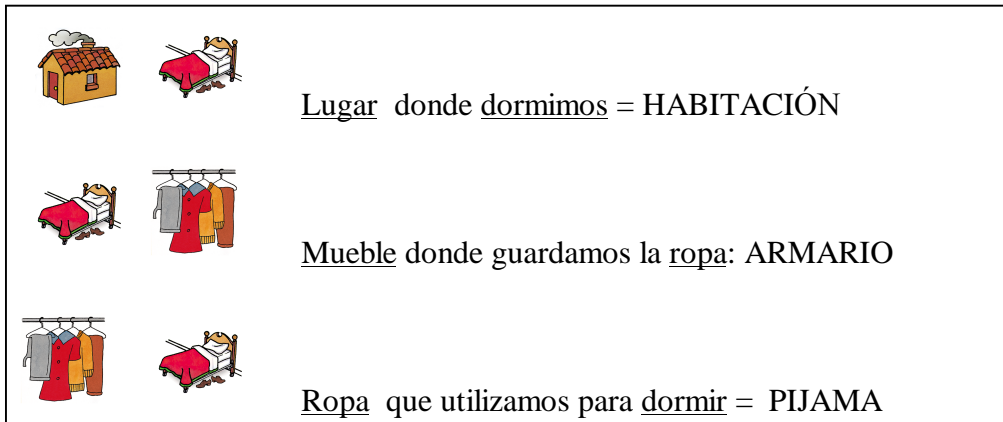 Lugar donde dormimos = HABITACIÓN
Mueble donde guardamos la ropa: ARMARIO
Ropa que utilizamos para dormir = PIJAMA